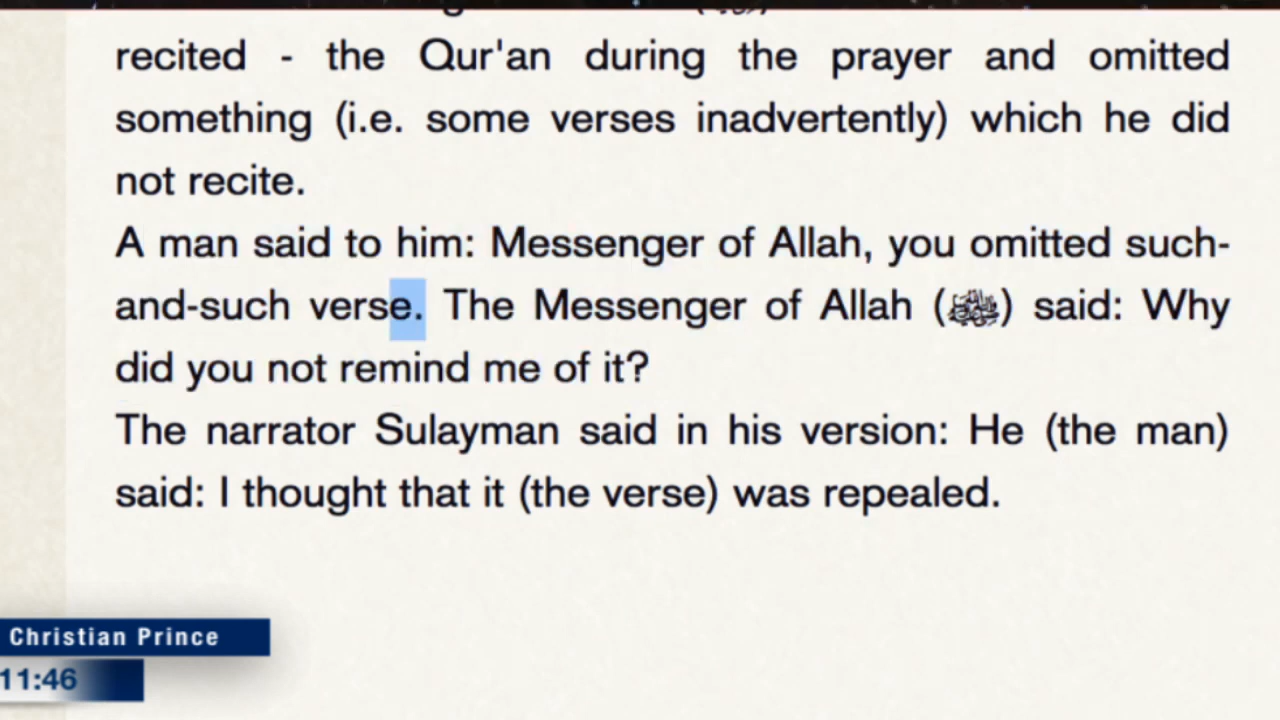 recited - the Qur'an during the prayer and omitted
something (i.e. some verses inadvertently) which he did
not recite.
A man said to him: Messenger of Allah, you omitted such-
and-such verse. The Messenger of Allah (ﷺ) said: Why
did you not remind me of it?
The narrator Sulayman said in his version: He (the man)
said: I thought that it (the verse) was repealed.
Christian Prince
11:46